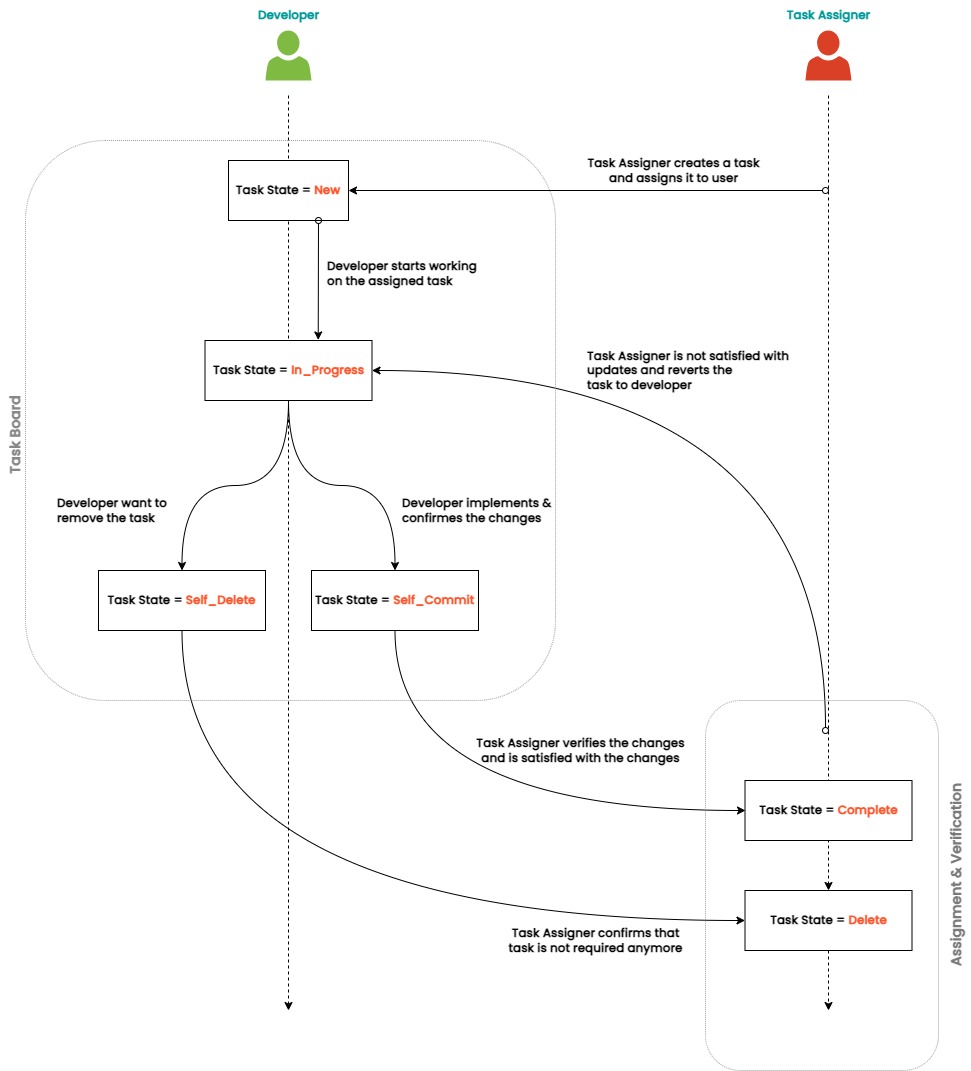 Developer
Task Assigner
Task Assigner creates a task
and assigns it to user
Task State = New
Developer starts working
on the assigned task
Task Assigner is not satisfied with
updates and reverts the
task to developer
Task State = In_Progress
Task Board
Developer want to
remove the task
Developer implements &
confirmes the changes
Task State = Self_Delete
Task State = Self_Commit
Task Assigner verifies the changes
and is satisfied with the changes
Task State = Complete
Assignment & Verification
Task State = Delete
Task Assigner confirms that
task is not required anymore